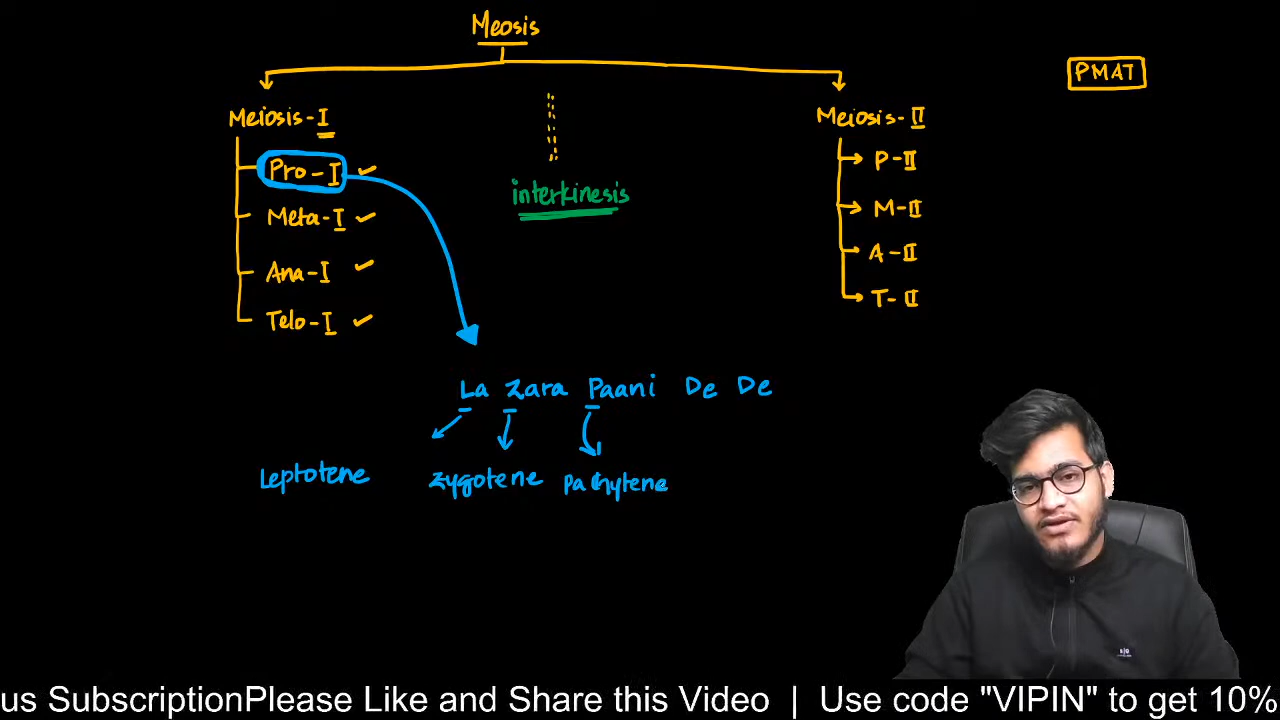 Meosis
PMAT
Meiosis-I
Pro-I
Meta-I
Ana-I
Telo-I
interkinesis
Meiosis-II
P-II
M-II
A-II
T-II
La Zara Paani De De
Leptotene zygotene pachytene
us SubscriptionPlease Like and Share this Video | Use code "VIPIN" to get 10%